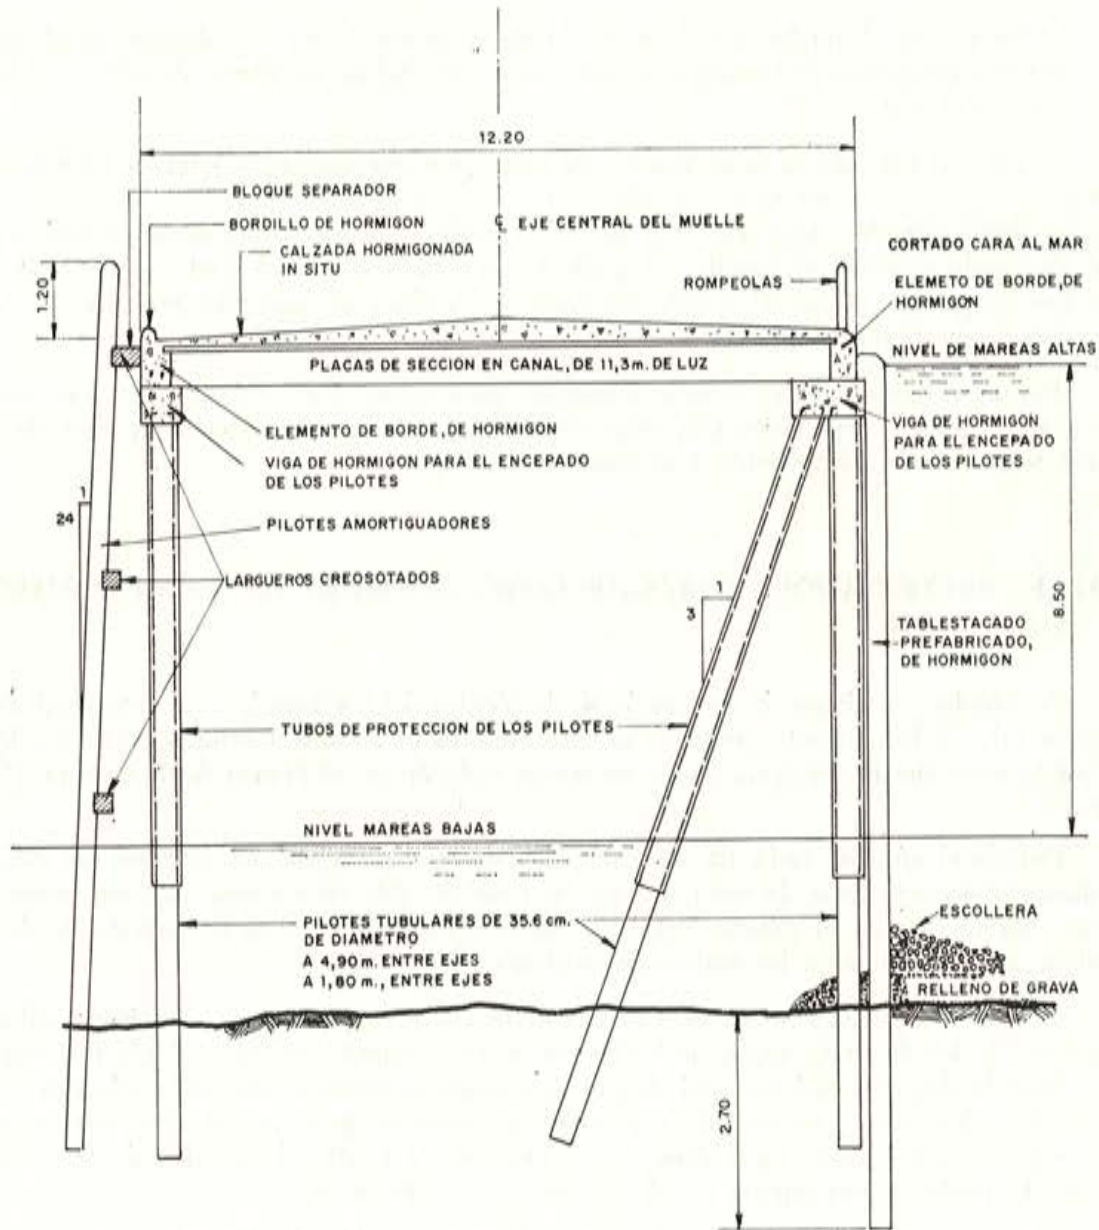 12.20
BLOQUE SEPARADOR
BORDILLO DE HORMIGON
CALZADA HORMIGONADA
IN SITU
℄ EJE CENTRAL DEL MUELLE
CORTADO CARA AL MAR
ROMPEOLAS
ELEMETO DE BORDE, DE
HORMIGON
1.20
PLACAS DE SECCION EN CANAL, DE 11,3m. DE LUZ
NIVEL DE MAREAS ALTAS
ELEMENTO DE BORDE, DE HORMIGON
VIGA DE HORMIGON PARA EL ENCEPADO
DE LOS PILOTES
VIGA DE HORMIGON
PARA EL ENCEPADO
DE LOS PILOTES
1
24
PILOTES AMORTIGUADORES
LARGUEROS CREOSOTADOS
1
3
8.50
TABLESTACADO
PREFABRICADO,
DE HORMIGON
TUBOS DE PROTECCION DE LOS PILOTES
NIVEL MAREAS BAJAS
PILOTES TUBULARES DE 35.6 cm.
DE DIAMETRO
A 4,90 m. ENTRE EJES
A 1,80 m., ENTRE EJES
ESCOLLERA
RELLENO DE GRAVA
2.70